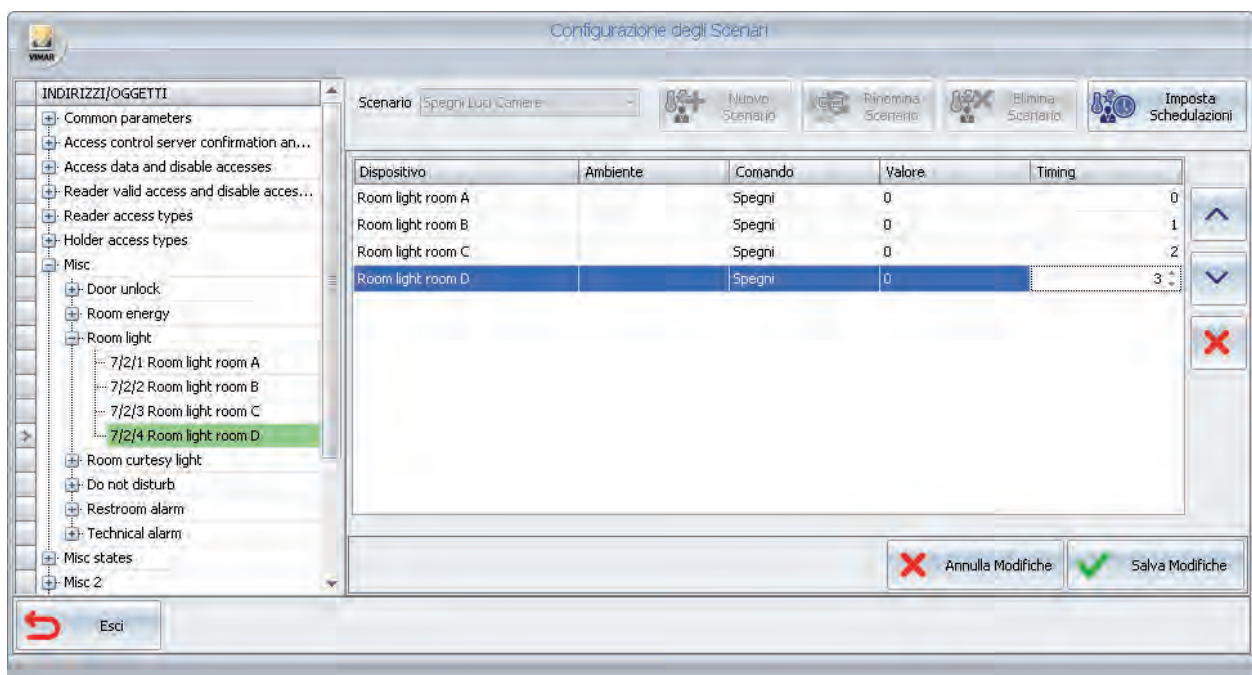 Configurazione degli Scenari
VIMAR
INDIRIZZI/OGGETTI
Common parameters
Access control server confirmation an...
Access data and disable accesses
Reader valid access and disable acces...
Reader access types
Holder access types
Misc
Door unlock
Room energy
Room light
7/2/1 Room light room A
7/2/2 Room light room B
7/2/3 Room light room C
7/2/4 Room light room D
Room curtesy light
Do not disturb
Restroom alarm
Technical alarm
Misc states
Misc 2
Scenario Spegni Luci Camere
Nuovo Scenario
Rinomina Scenario
Elimina Scenario
Imposta Schedulazioni
Dispositivo Ambiente Comando Valore Timing
Room light room A Spegni 0 0
Room light room B Spegni 0 1
Room light room C Spegni 0 2
Room light room D Spegni 0 3
Annulla Modifiche
Salva Modifiche
Esci